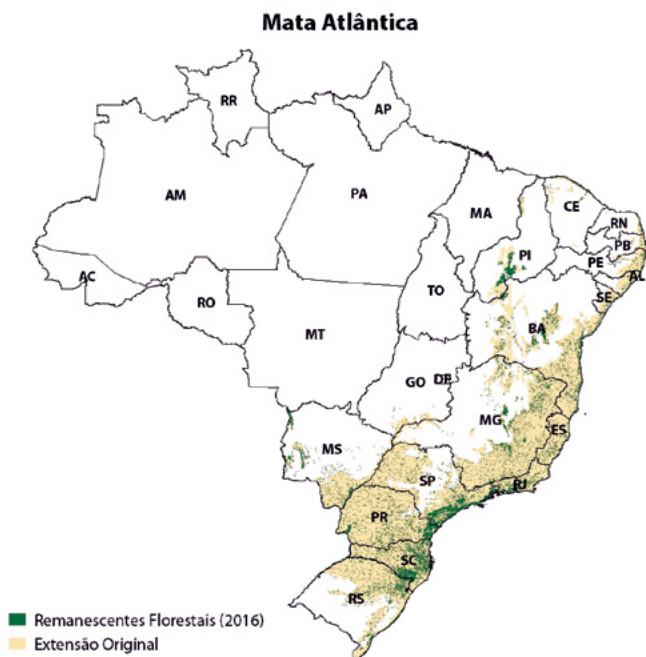 Mata Atlântica
RR
AP
AM
PA
MA
CE
RN
PB
PE
PI
AL
SE
AC
RO
TO
BA
MT
GO
DF
MG
ES
MS
SP
RJ
PR
SC
RS
Remanescentes Florestais (2016)
Extensão Original